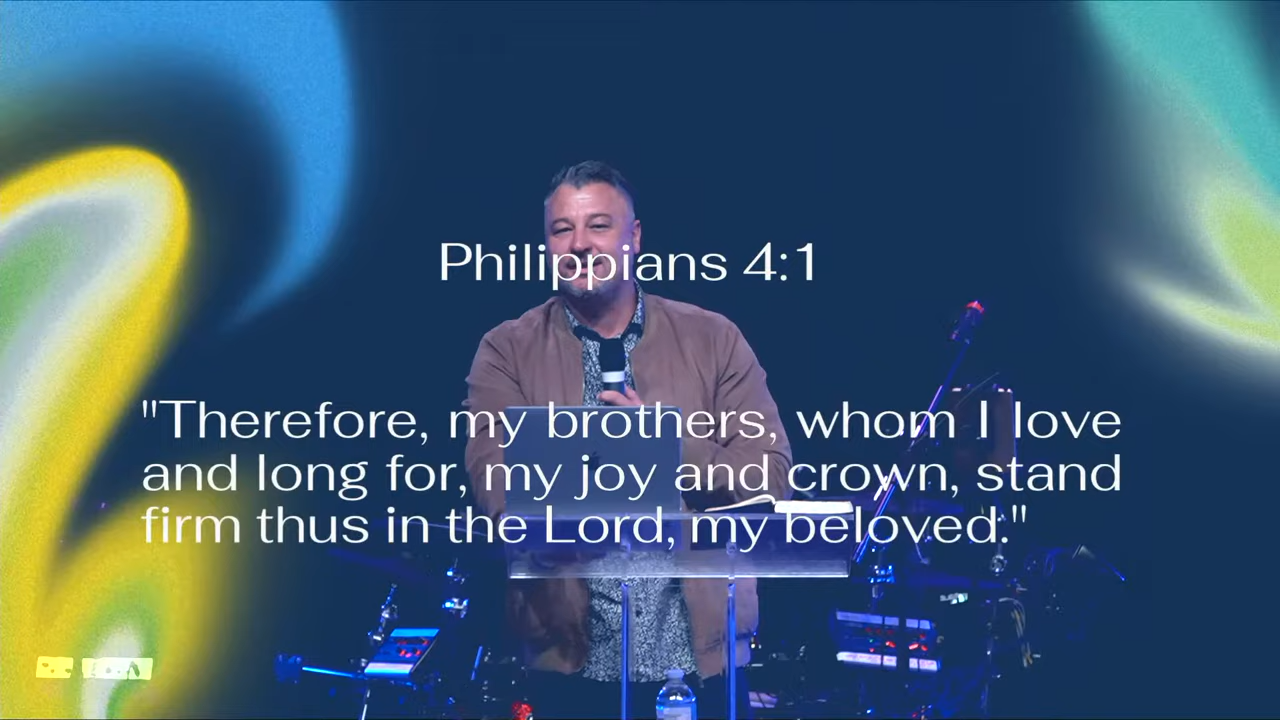 Philippians 4:1
"Therefore, my brothers, whom I love
and long for, my joy and crown, stand
firm thus in the Lord, my beloved."